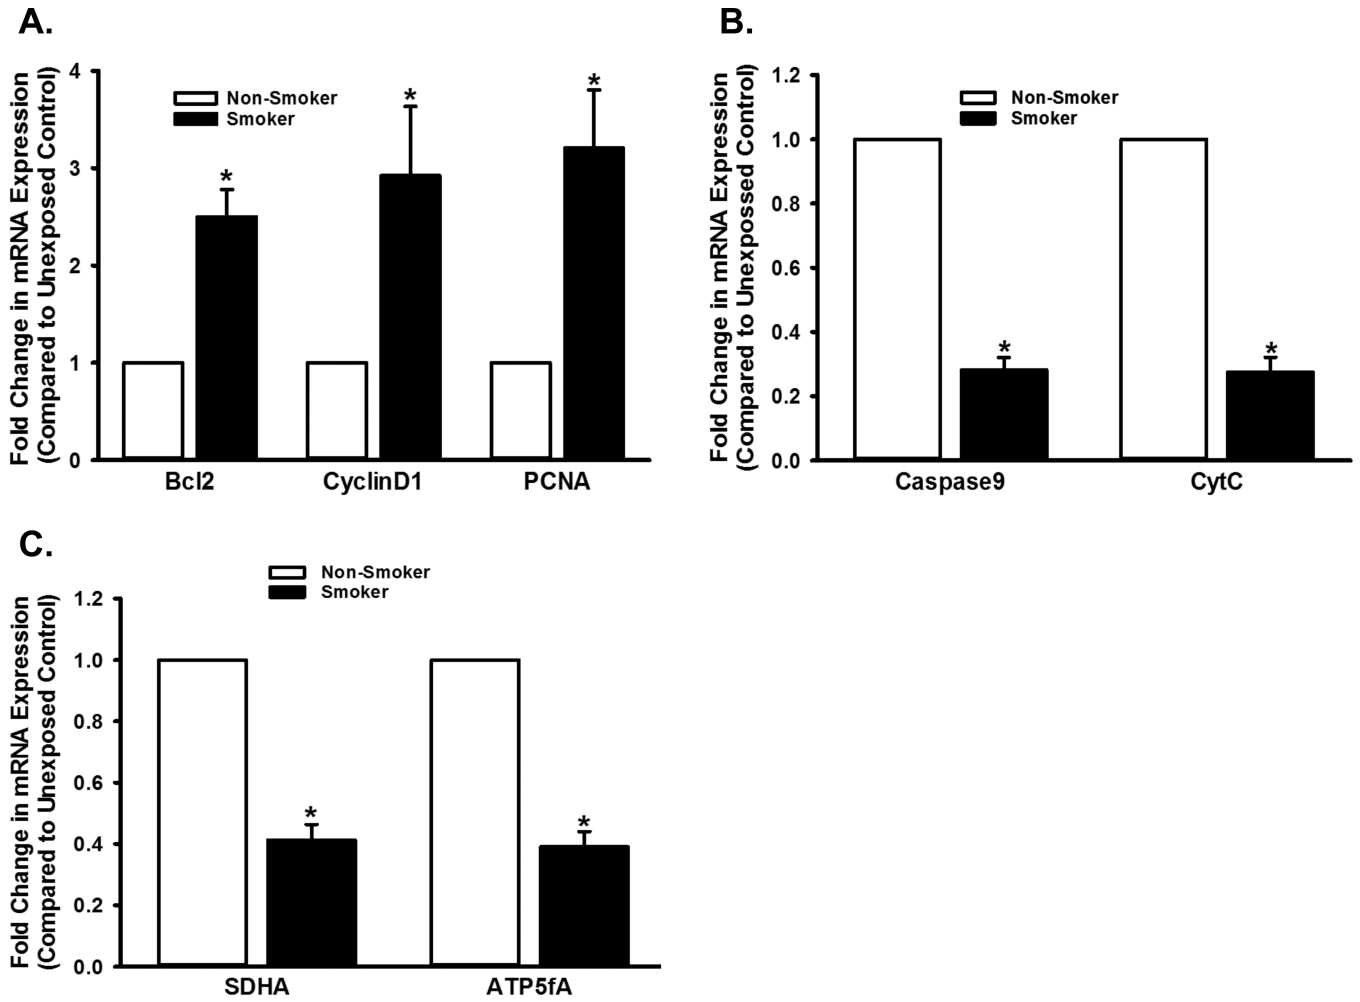 A.
Fold Change in mRNA Expression
(Compared to Unexposed Control)
4
3
2
1
0
Non-Smoker
Smoker
*
*
*
Bcl2
CyclinD1
PCNA
B.
Fold Change in mRNA Expression
(Compared to Unexpossed Control)
1.2
1.0
0.8
0.6
0.4
0.2
0.0
Non-Smoker
Smoker
*
*
Caspase9
CytC
C.
Fold Change in mRNA Expression
(Compared to Unexposed Control)
1.2
1.0
0.8
0.6
0.4
0.2
0.0
Non-Smoker
Smoker
*
*
SDHA
ATP5fA